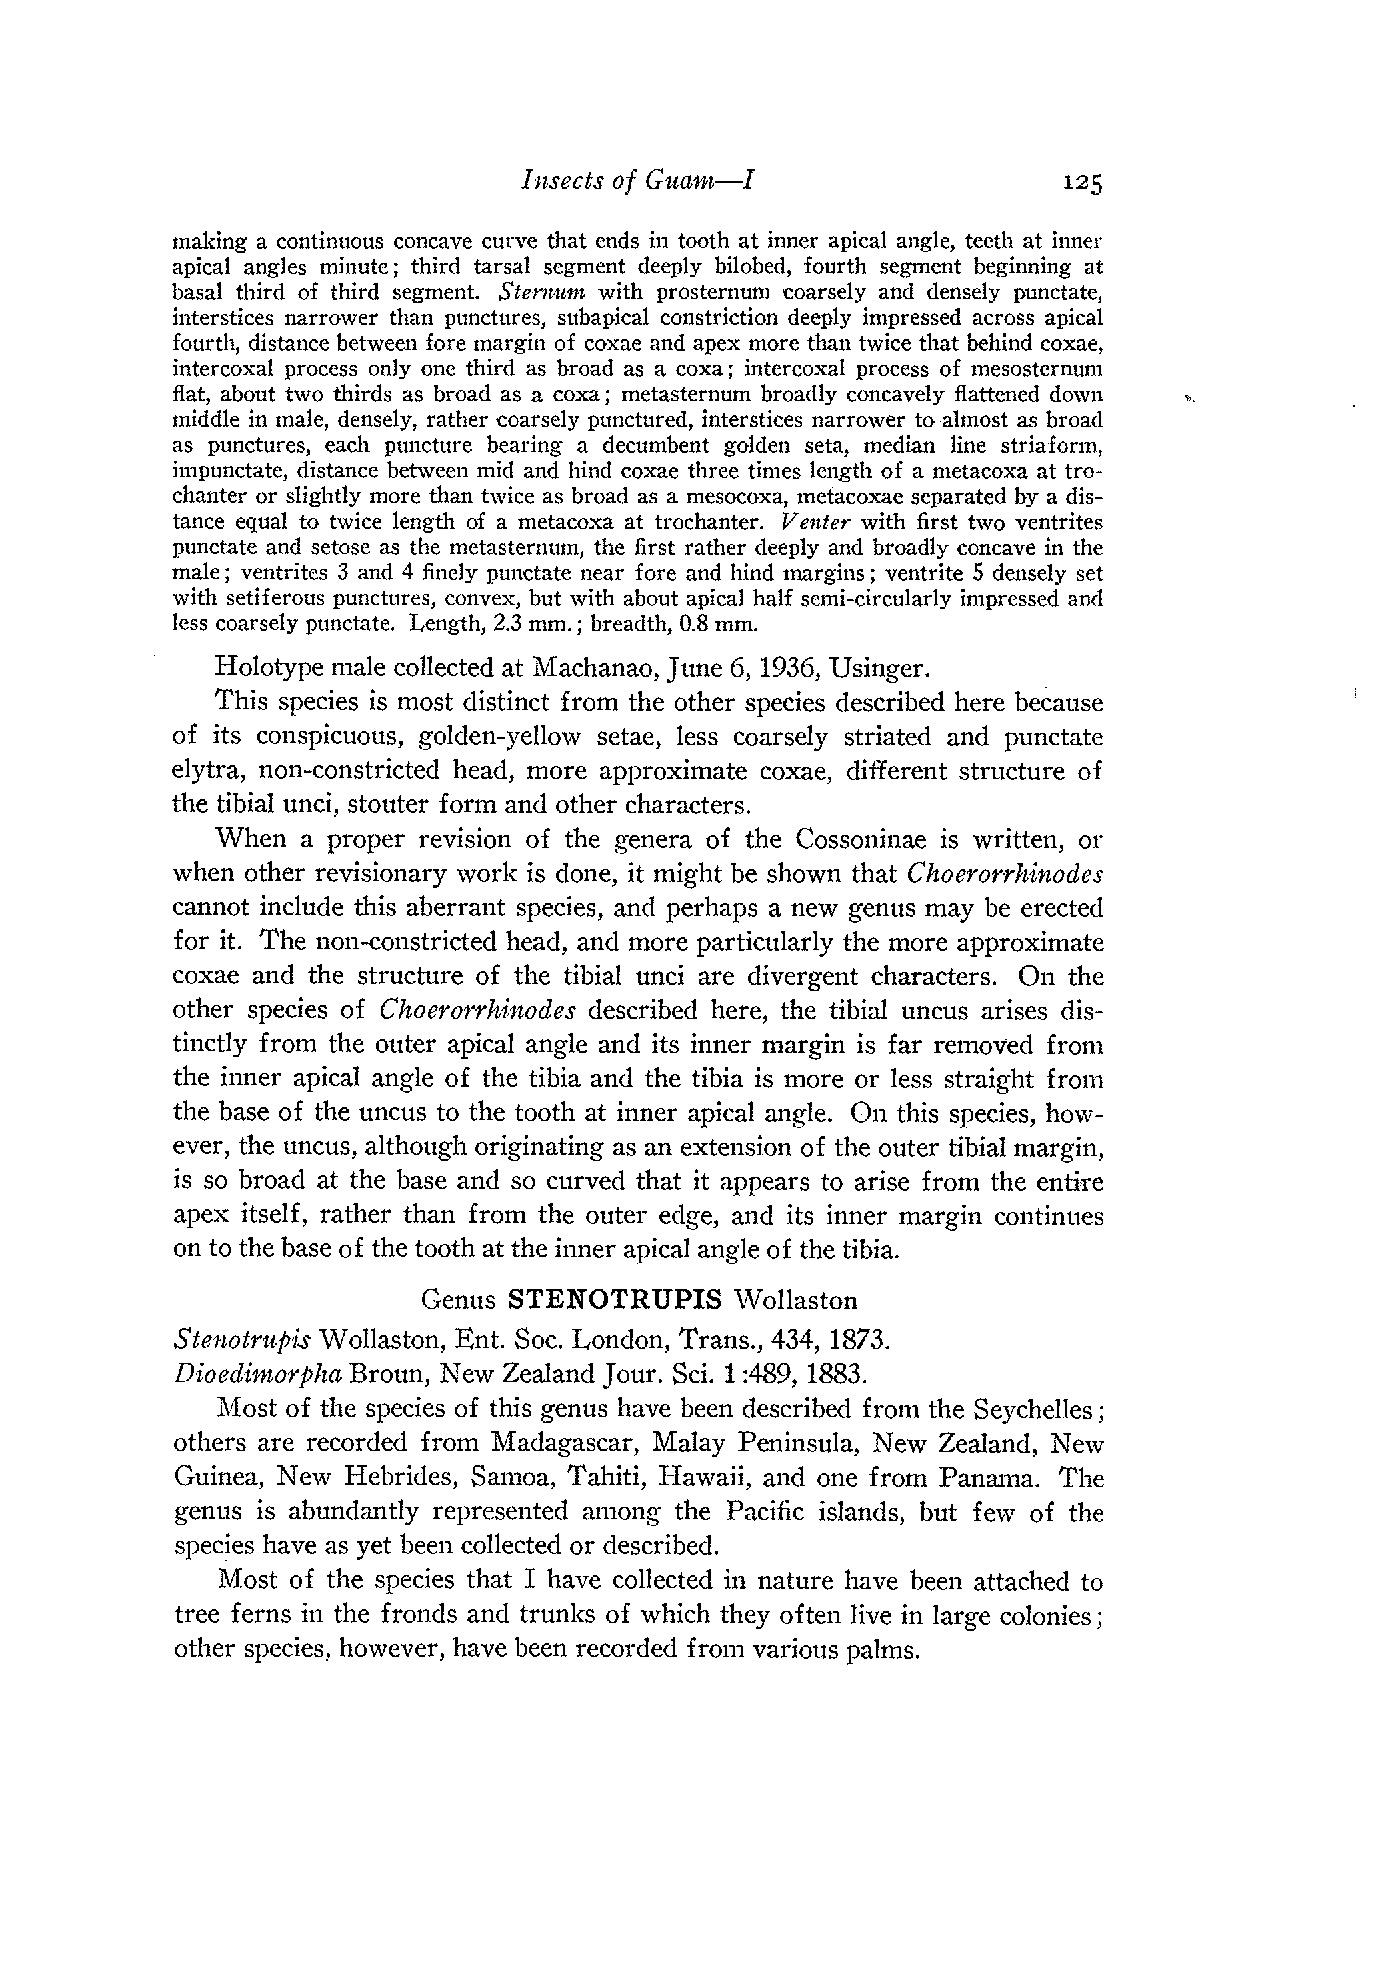 Insects of Guam—I 125
making a continuous concave curve that ends in tooth at inner apical angle, teeth at inner
apical angles minute; third tarsal segment deeply bilobed, fourth segment beginning at
basal third of third segment. Sternum with prosternum coarsely and densely punctate,
interstices narrower than punctures, subapical constriction deeply impressed across apical
fourth, distance between fore margin of coxae and apex more than twice that behind coxae,
intercoxal process only one third as broad as a coxa; intercoxal process of mesosternum
flat, about two thirds as broad as a coxa; metasternum broadly concavely flattened down
middle in male, densely, rather coarsely punctured, interstices narrower to almost as broad
as punctures, each puncture bearing a decumbent golden seta, median line striaform,
impunctate, distance between mid and hind coxae three times length of a metacoxa at tro-
chanter or slightly more than twice as broad as a mesocoxa, metacoxae separated by a dis-
tance equal to twice length of a metacoxa at trochanter. Venter with first two ventrites
punctate and setose as the metasternum, the first rather deeply and broadly concave in the
male; ventrites 3 and 4 finely punctate near fore and hind margins; ventrite 5 densely set
with setiferous punctures, convex, but with about apical half semi-circularly impressed and
less coarsely punctate. Length, 2.3 mm.; breadth, 0.8 mm.
Holotype male collected at Machanao, June 6, 1936, Usinger.
This species is most distinct from the other species described here because
of its conspicuous, golden-yellow setae, less coarsely striated and punctate
elytra, non-constricted head, more approximate coxae, different structure of
the tibial unci, stouter form and other characters.
When a proper revision of the genera of the Cossoninae is written, or
when other revisionary work is done, it might be shown that Choerorrhinodes
cannot include this aberrant species, and perhaps a new genus may be erected
for it. The non-constricted head, and more particularly the more approximate
coxae and the structure of the tibial unci are divergent characters. On the
other species of Choerorrhinodes described here, the tibial uncus arises dis-
tinctly from the outer apical angle and its inner margin is far removed from
the inner apical angle of the tibia and the tibia is more or less straight from
the base of the uncus to the tooth at inner apical angle. On this species, how-
ever, the uncus, although originating as an extension of the outer tibial margin,
is so broad at the base and so curved that it appears to arise from the entire
apex itself, rather than from the outer edge, and its inner margin continues
on to the base of the tooth at the inner apical angle of the tibia.
Genus STENOTRUPIS Wollaston
Stenotrupis Wollaston, Ent. Soc. London, Trans., 434, 1873.
Dioedimorpha Broun, New Zealand Jour. Sci. 1:489, 1883.
Most of the species of this genus have been described from the Seychelles;
others are recorded from Madagascar, Malay Peninsula, New Zealand, New
Guinea, New Hebrides, Samoa, Tahiti, Hawaii, and one from Panama. The
genus is abundantly represented among the Pacific islands, but few of the
species have as yet been collected or described.
Most of the species that I have collected in nature have been attached to
tree ferns in the fronds and trunks of which they often live in large colonies;
other species, however, have been recorded from various palms.